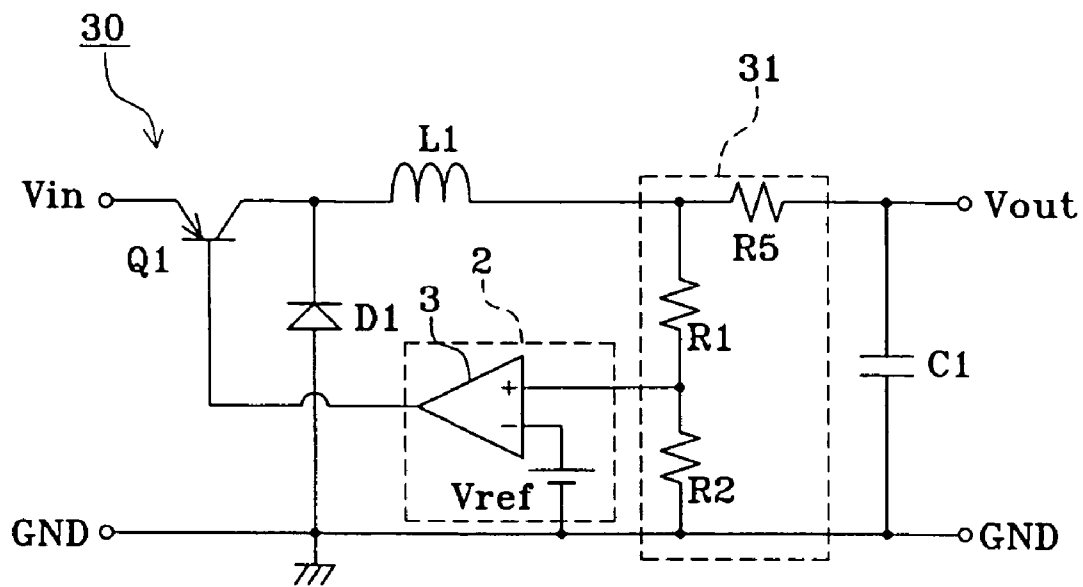 30
31
L1
Vin
Vout
R5
Q1
2
3
D1
R1
+
C1
−
Vref
R2
GND
GND